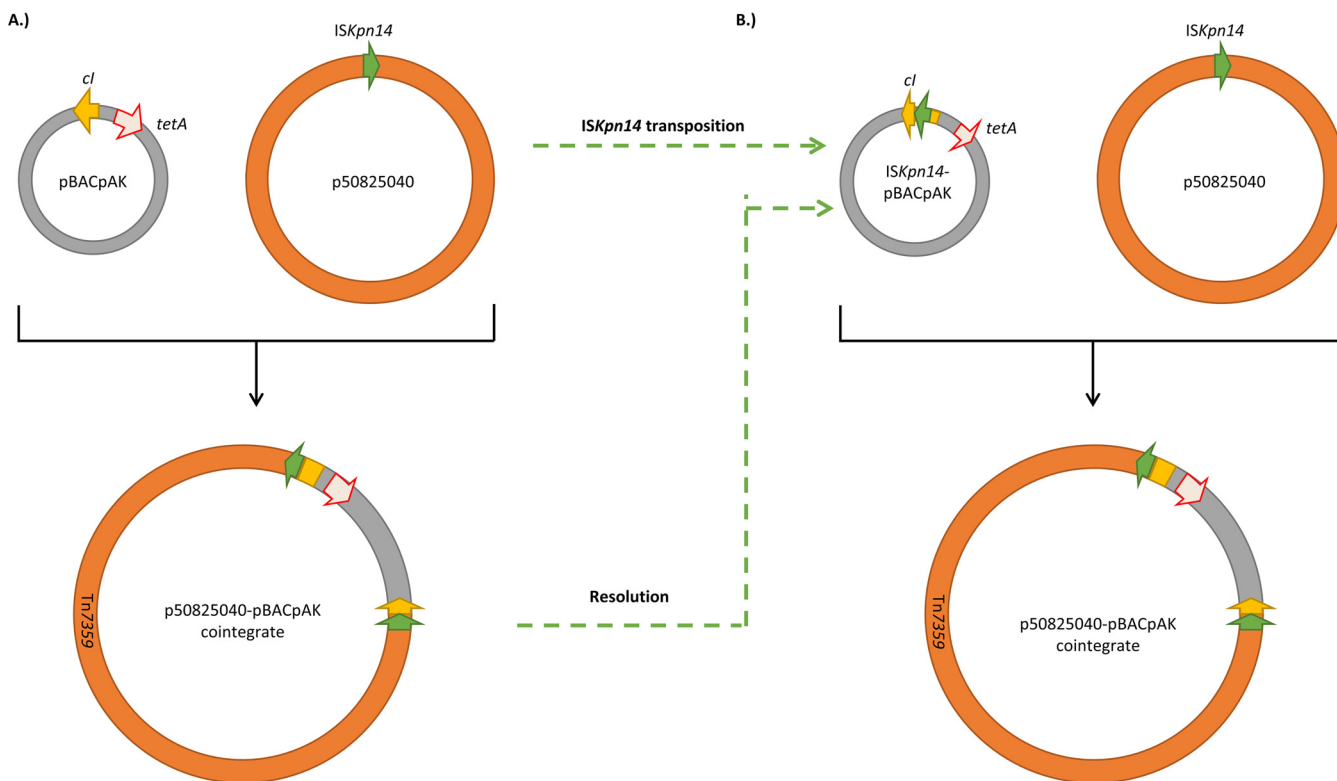 A.)
ISKpn14
cI
tetA
pBACpAK
p50825040
ISKpn14 transposition
B.)
ISKpn14
cI
tetA
ISKpn14-
pBACpAK
p50825040
Tn7359
p50825040-pBACpAK
cointegrate
Resolution
Tn7359
p50825040-pBACpAK
cointegrate